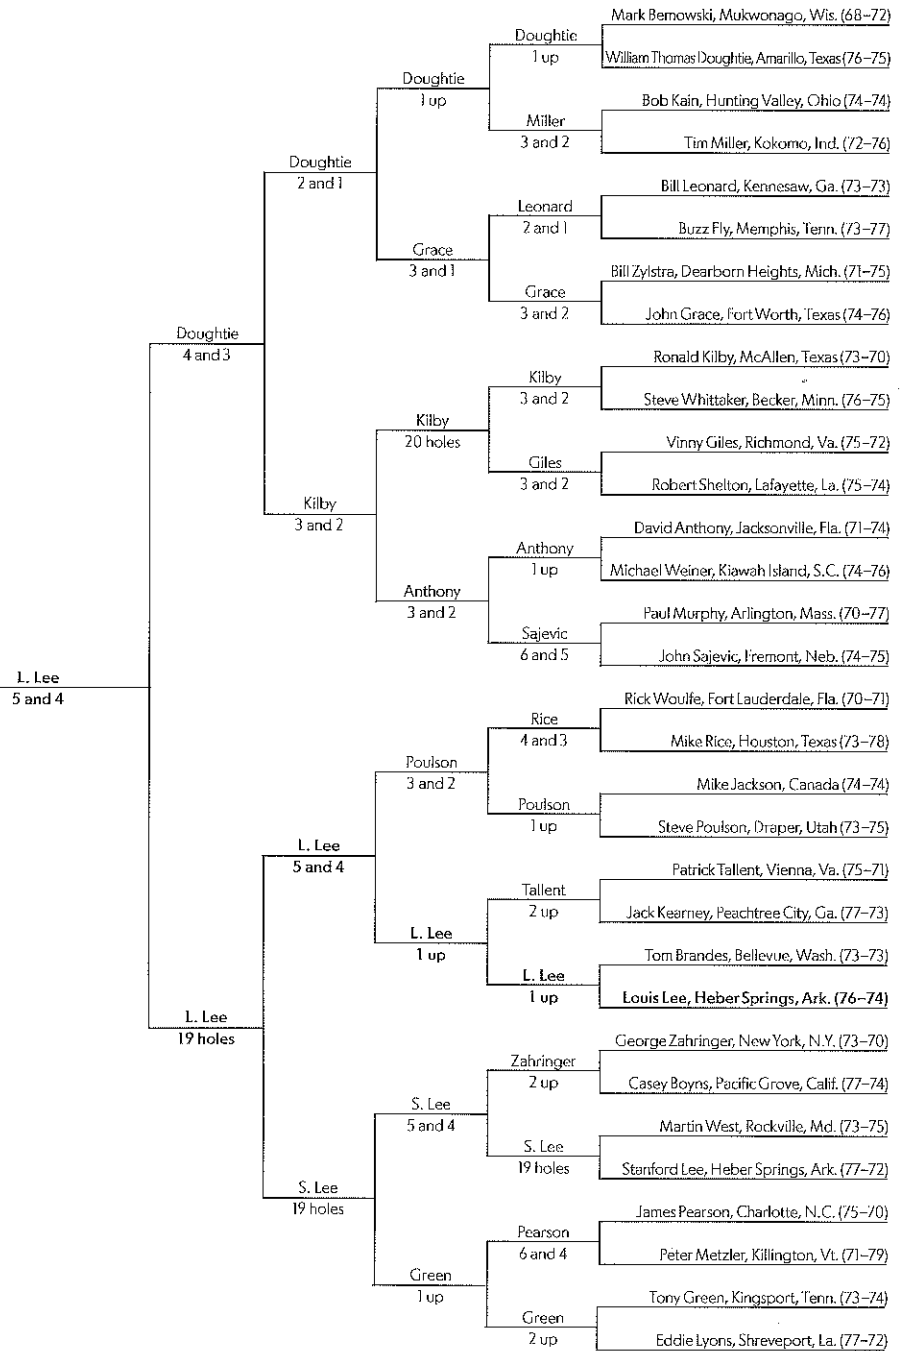 Mark Bemowski, Mukwonago, Wis. (68–72)
Doughtie
1 up
William Thomas Doughtie, Amarillo, Texas (76–75)
Doughtie
1 up
Bob Kain, Hunting Valley, Ohio (74–74)
Miller
3 and 2
Tim Miller, Kokomo, Ind. (72–76)
Doughtie
2 and 1
Bill Leonard, Kennesaw, Ga. (73–73)
Leonard
2 and 1
Buzz Fly, Memphis, Tenn. (73–77)
Grace
3 and 1
Bill Zylstra, Dearborn Heights, Mich. (71–75)
Grace
3 and 2
John Grace, Fort Worth, Texas (74–76)
Doughtie
4 and 3
Ronald Kilby, McAllen, Texas (73–70)
Kilby
3 and 2
Steve Whittaker, Becker, Minn. (76–75)
Kilby
20 holes
Vinny Giles, Richmond, Va. (75–72)
Giles
3 and 2
Robert Shelton, Lafayette, La. (75–74)
Kilby
3 and 2
David Anthony, Jacksonville, Fla. (71–74)
Anthony
1 up
Michael Weiner, Kiawah Island, S.C. (74–76)
Anthony
3 and 2
Paul Murphy, Arlington, Mass. (70–77)
Sajevic
6 and 5
John Sajevic, Fremont, Neb. (74–75)
L. Lee
5 and 4
Rick Woulfe, Fort Lauderdale, Fla. (70–71)
Rice
4 and 3
Mike Rice, Houston, Texas (73–78)
Poulson
3 and 2
Mike Jackson, Canada (74–74)
Poulson
1 up
Steve Poulson, Draper, Utah (73–75)
L. Lee
5 and 4
Patrick Tallent, Vienna, Va. (75–71)
Tallent
2 up
Jack Kearney, Peachtree City, Ga. (77–73)
L. Lee
1 up
Tom Brandes, Bellevue, Wash. (73–73)
L. Lee
1 up
Louis Lee, Heber Springs, Ark. (76–74)
L. Lee
19 holes
George Zahringer, New York, N.Y. (73–70)
Zahringer
2 up
Casey Boyns, Pacific Grove, Calif. (77–74)
S. Lee
5 and 4
Martin West, Rockville, Md. (73–75)
S. Lee
19 holes
Stanford Lee, Heber Springs, Ark. (77–72)
S. Lee
19 holes
James Pearson, Charlotte, N.C. (75–70)
Pearson
6 and 4
Peter Metzler, Killington, Vt. (71–79)
Green
1 up
Tony Green, Kingsport, Tenn. (73–74)
Green
2 up
Eddie Lyons, Shreveport, La. (77–72)